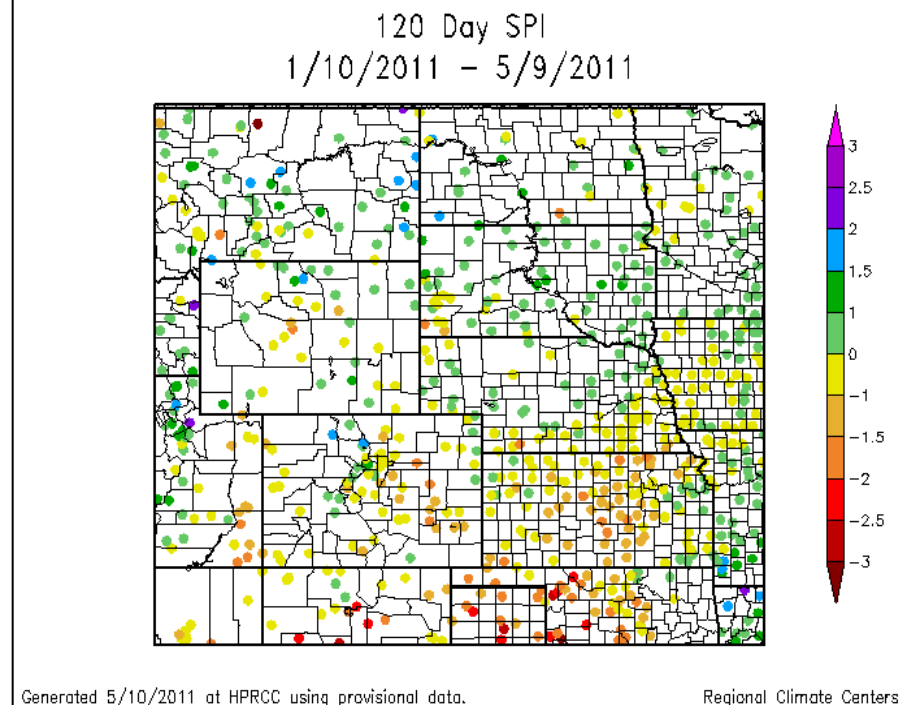 120 Day SPI
1/10/2011 - 5/9/2011
3
2.5
2
1.5
1
0
-1
-1.5
-2
-2.5
-3
Generated 5/10/2011 at HPRCC using provisional data.
Regional Climate Centers